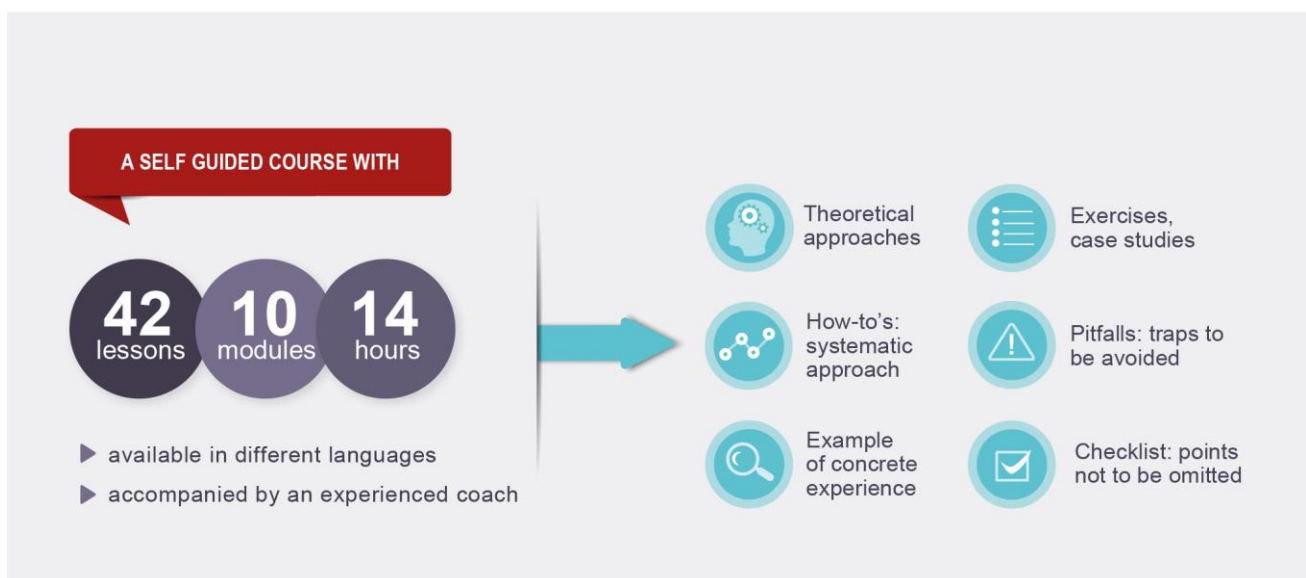 A SELF GUIDED COURSE WITH
42
lessons
10
modules
14
hours
available in different languages
accompanied by an experienced coach
Theoretical
approaches
How-to’s:
systematic
approach
Example
of concrete
experience
Exercises,
case studies
Pitfalls: traps to
be avoided
Checklist: points
not to be omitted